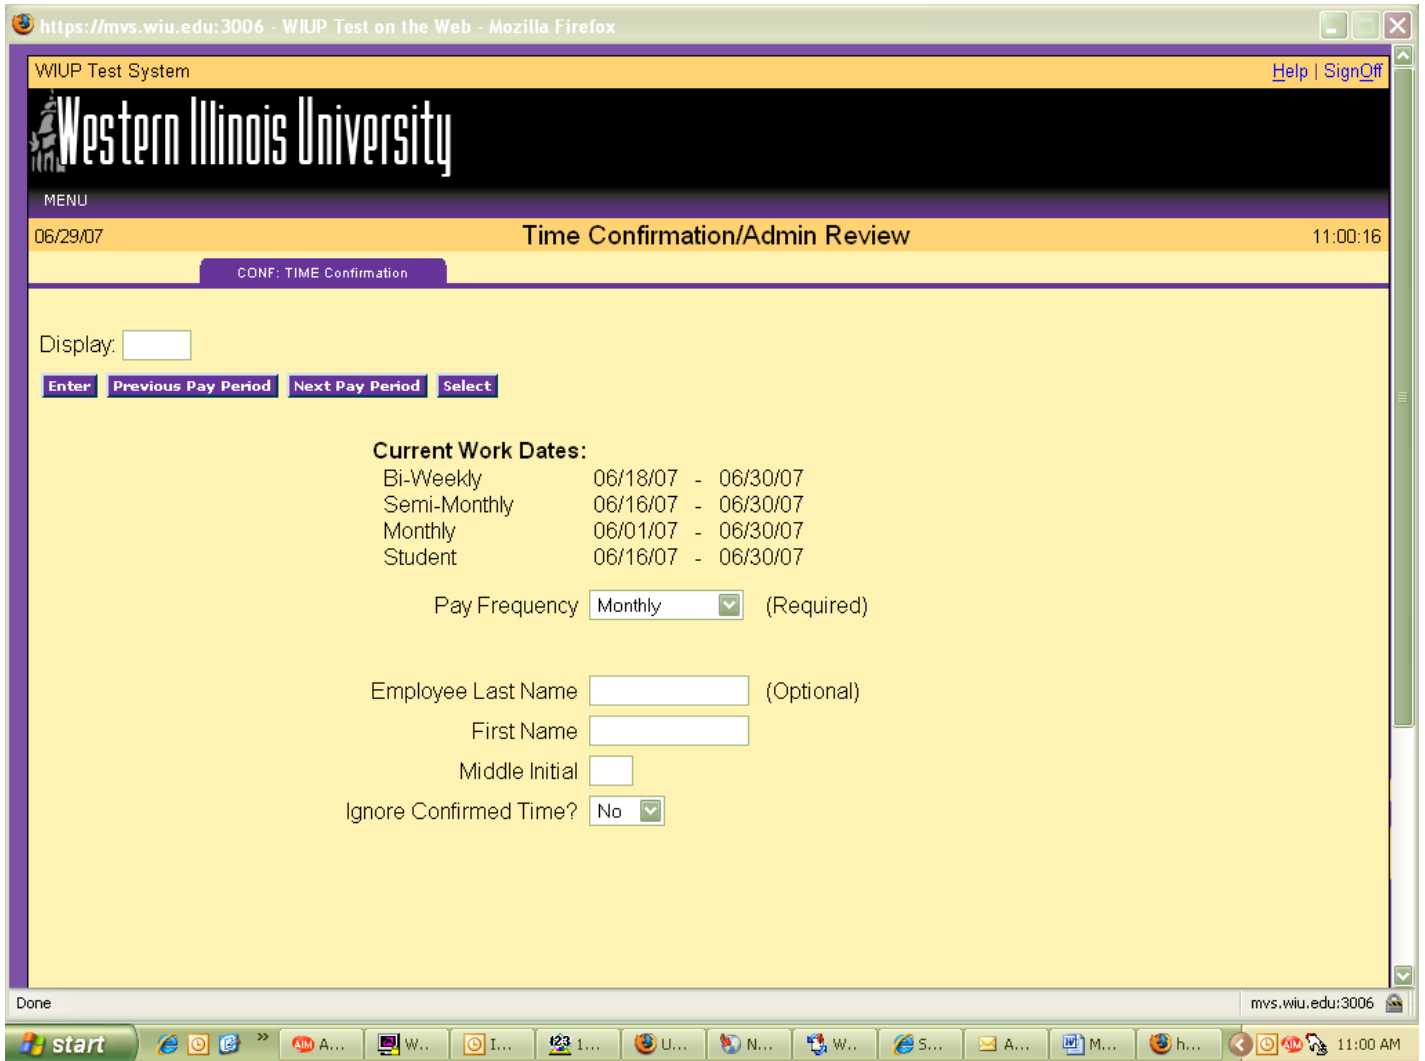 https://mvs.wiu.edu:3006 - WIUP Test on the Web - Mozilla Firefox
WIUP Test System Help | SignOff
Western Illinois University
MENU
06/29/07 Time Confirmation/Admin Review 11:00:16
CONF: TIME Confirmation
Display:
Enter Previous Pay Period Next Pay Period Select
Current Work Dates:
Bi-Weekly 06/18/07 - 06/30/07
Semi-Monthly 06/16/07 - 06/30/07
Monthly 06/01/07 - 06/30/07
Student 06/16/07 - 06/30/07
Pay Frequency Monthly (Required)
Employee Last Name (Optional)
First Name
Middle Initial
Ignore Confirmed Time? No
Done mvs.wiu.edu:3006
start » AIM A... W... I... 123 1... U... N... W... S... A... M... h... AIM 11:00 AM